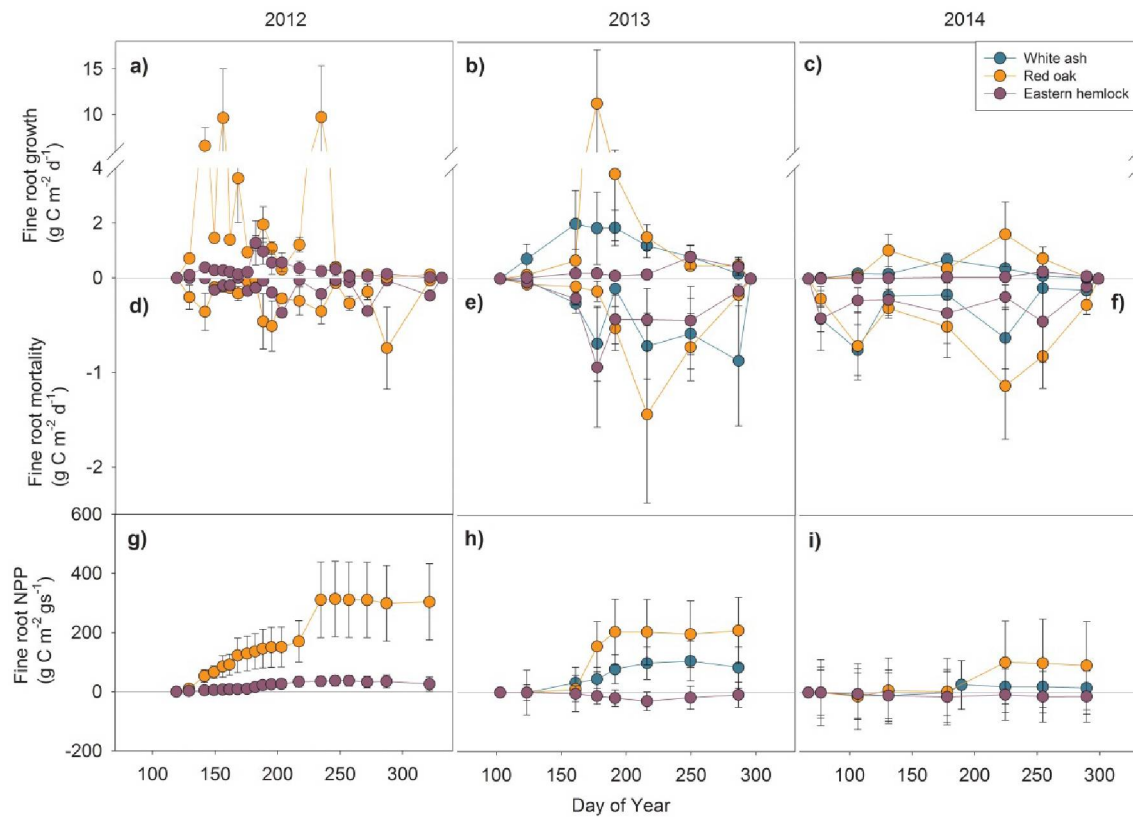 2012 2013 2014
a) b) c)
White ash
Red oak
Eastern hemlock
Fine root growth
(g C m⁻² d⁻¹)
15
10
4
2
0
d) e) f)
Fine root mortality
(g C m⁻² d⁻¹)
-1
-2
g) h) i)
Fine root NPP
(g C m⁻² gs⁻¹)
600
400
200
0
-200
100 150 200 250 300 100 150 200 250 300 100 150 200 250 300
Day of Year